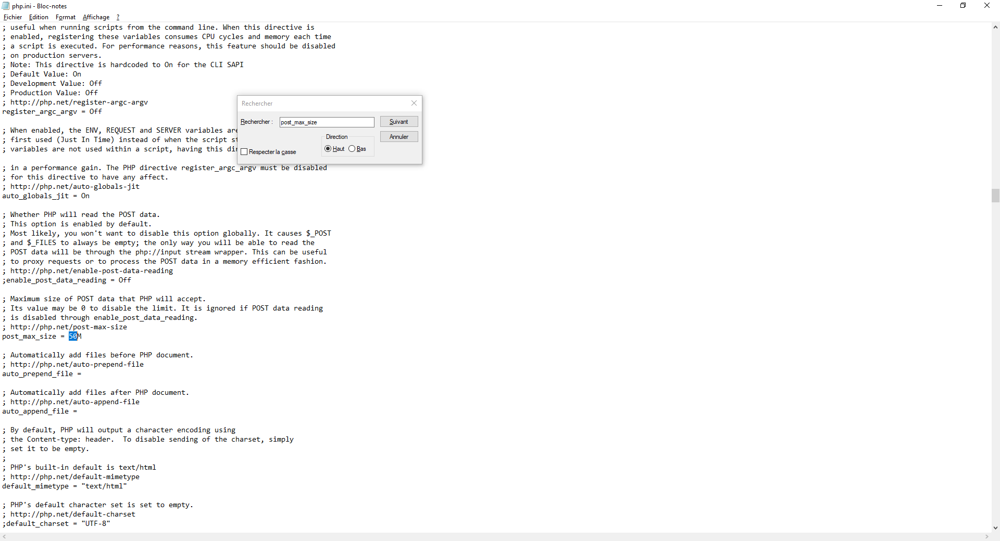 php.ini - Bloc-notes
Fichier Edition Format Affichage ?
; useful when running scripts from the command line. When this directive is
; enabled, registering these variables consumes CPU cycles and memory each time
; a script is executed. For performance reasons, this feature should be disabled
; on production servers.
; Note: This directive is hardcoded to On for the CLI SAPI
; Default Value: On
; Development Value: Off
; Production Value: Off
; http://php.net/register-argc-argv
register_argc_argv = Off
; When enabled, the ENV, REQUEST and SERVER variables are
; first used (Just In Time) instead of when the script st
; variables are not used within a script, having this dir
Rechercher
Rechercher :
post_max_size
Suivant
Direction
Annuler
Haut
Bas
Respecter la casse
; in a performance gain. The PHP directive register_argc_argv must be disabled
; for this directive to have any affect.
; http://php.net/auto-globals-jit
auto_globals_jit = On
; Whether PHP will read the POST data.
; This option is enabled by default.
; Most likely, you won't want to disable this option globally. It causes $_POST
; and $_FILES to always be empty; the only way you will be able to read the
; POST data will be through the php://input stream wrapper. This can be useful
; to proxy requests or to process the POST data in a memory efficient fashion.
; http://php.net/enable-post-data-reading
;enable_post_data_reading = Off
; Maximum size of POST data that PHP will accept.
; Its value may be 0 to disable the limit. It is ignored if POST data reading
; is disabled through enable_post_data_reading.
; http://php.net/post-max-size
post_max_size = 50M
; Automatically add files before PHP document.
; http://php.net/auto-prepend-file
auto_prepend_file =
; Automatically add files after PHP document.
; http://php.net/auto-append-file
auto_append_file =
; By default, PHP will output a character encoding using
; the Content-type: header.  To disable sending of the charset, simply
; set it to be empty.
;
; PHP's built-in default is text/html
; http://php.net/default-mimetype
default_mimetype = "text/html"
; PHP's default character set is set to empty.
; http://php.net/default-charset
;default_charset = "UTF-8"